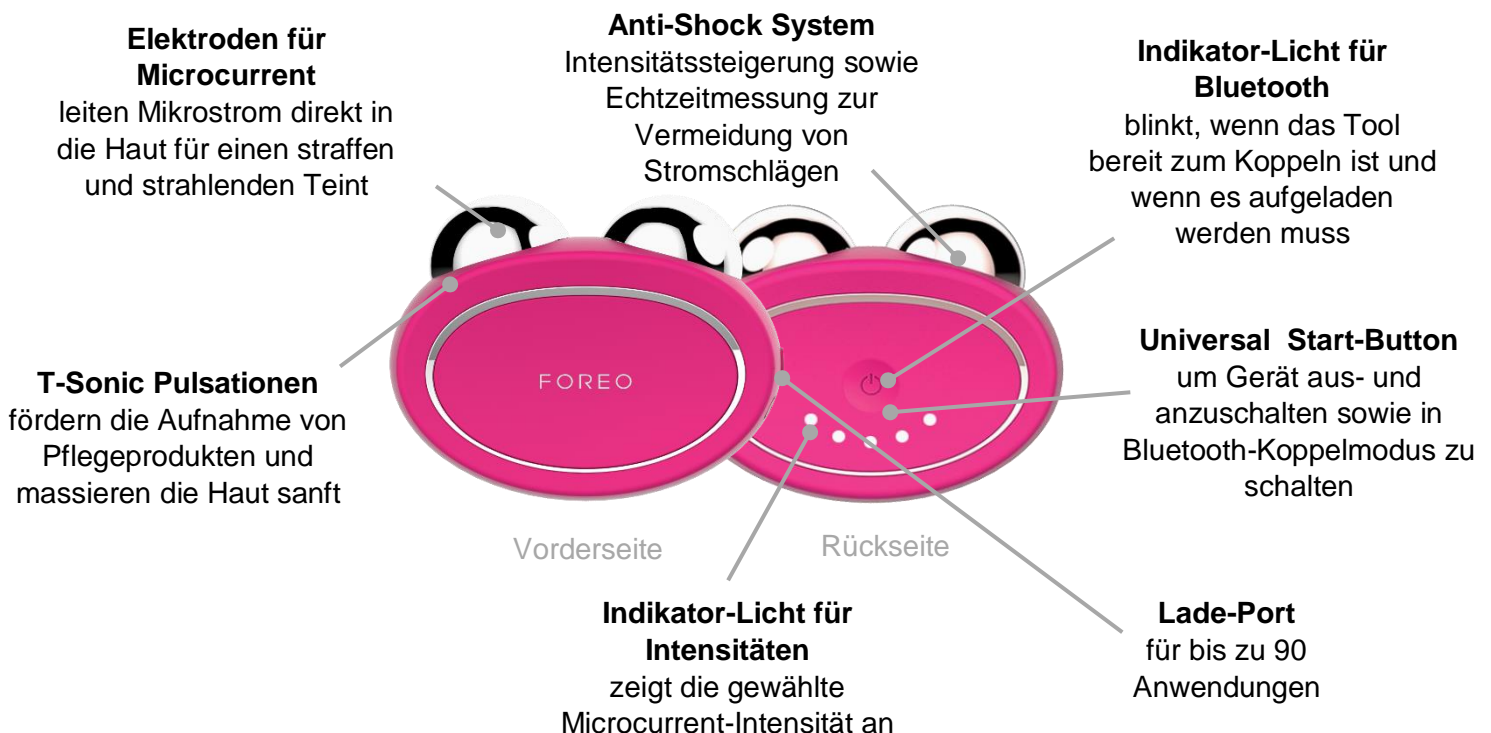 Elektroden für
Microcurrent
leiten Mikrostrom direkt in
die Haut für einen straffen
und strahlenden Teint
Anti-Shock System
Intensitätssteigerung sowie
Echtzeitmessung zur
Vermeidung von
Stromschlägen
Indikator-Licht für
Bluetooth
blinkt, wenn das Tool
bereit zum Koppeln ist und
wenn es aufgeladen
werden muss
T-Sonic Pulsationen
fördern die Aufnahme von
Pflegeprodukten und
massieren die Haut sanft
FOREO
Universal Start-Button
um Gerät aus- und
anzuschalten sowie in
Bluetooth-Koppelmodus zu
schalten
Vorderseite
Rückseite
Indikator-Licht für
Intensitäten
zeigt die gewählte
Microcurrent-Intensität an
Lade-Port
für bis zu 90
Anwendungen